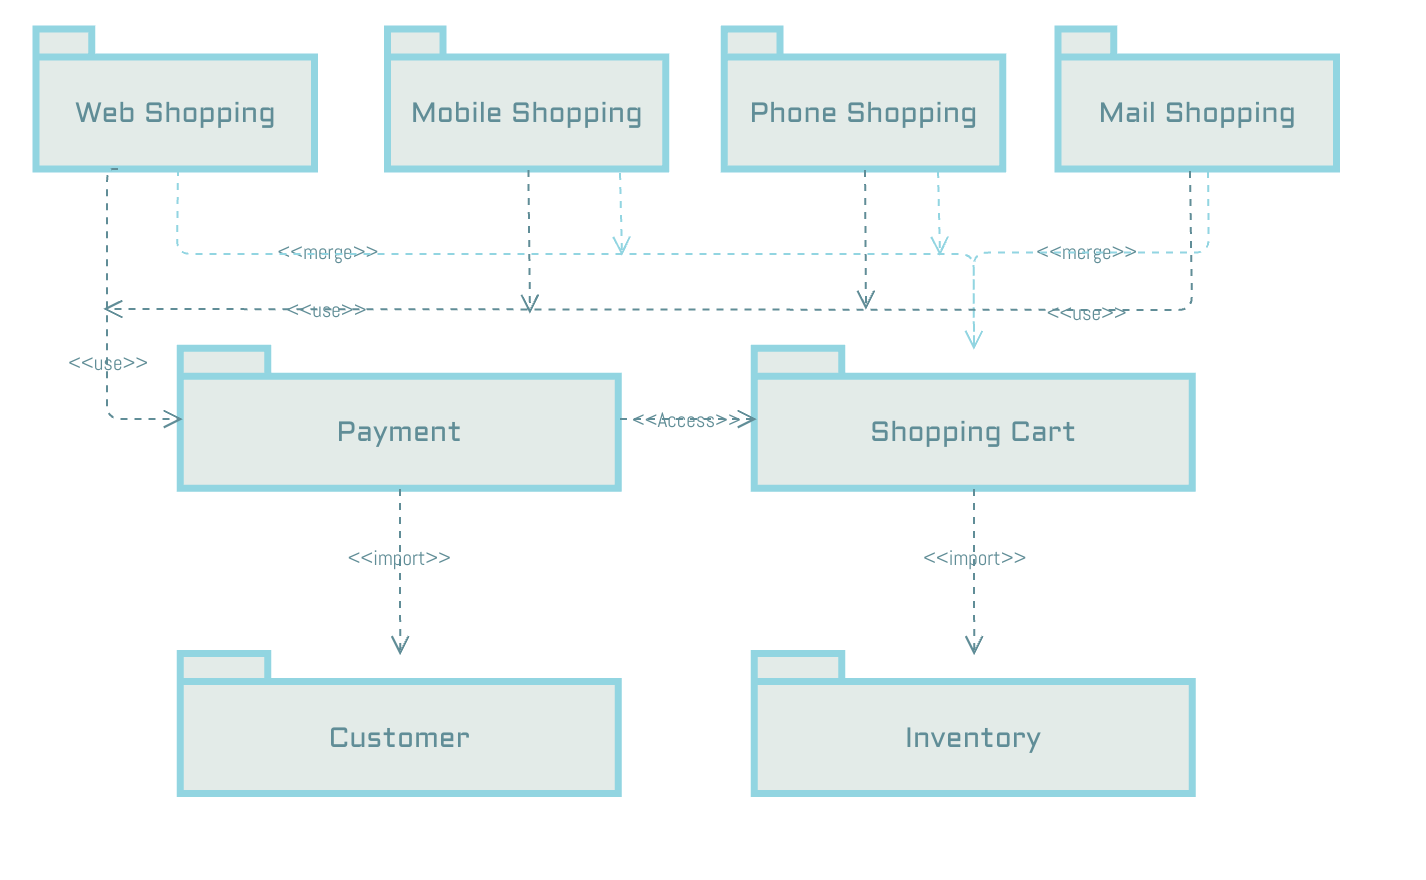 Web Shopping
Mobile Shopping
Phone Shopping
Mail Shopping
<<merge>>
<<merge>>
<<use>>
<<use>>
<<use>>
Payment
<<Access>>
Shopping Cart
<<import>>
<<import>>
Customer
Inventory